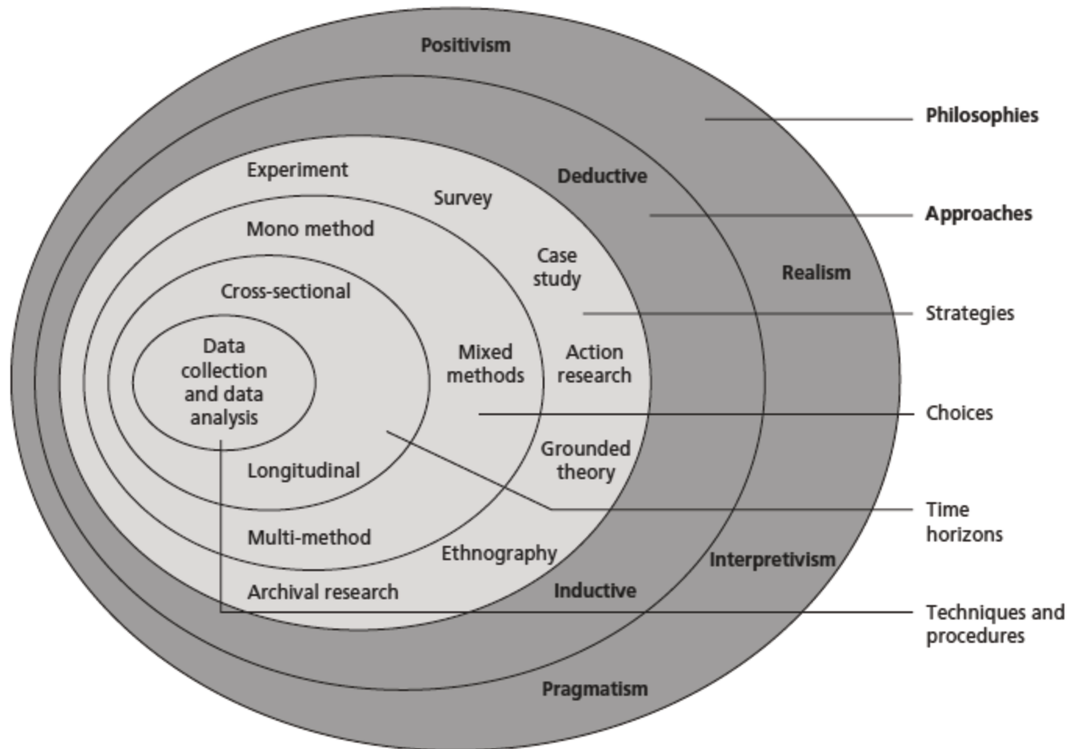 Positivism
Philosophies
Experiment
Deductive
Survey
Approaches
Mono method
Case
study
Realism
Cross-sectional
Strategies
Data
collection
and data
analysis
Mixed
methods
Action
research
Choices
Grounded
theory
Longitudinal
Time
horizons
Multi-method
Ethnography
Interpretivism
Archival research
Inductive
Techniques and
procedures
Pragmatism